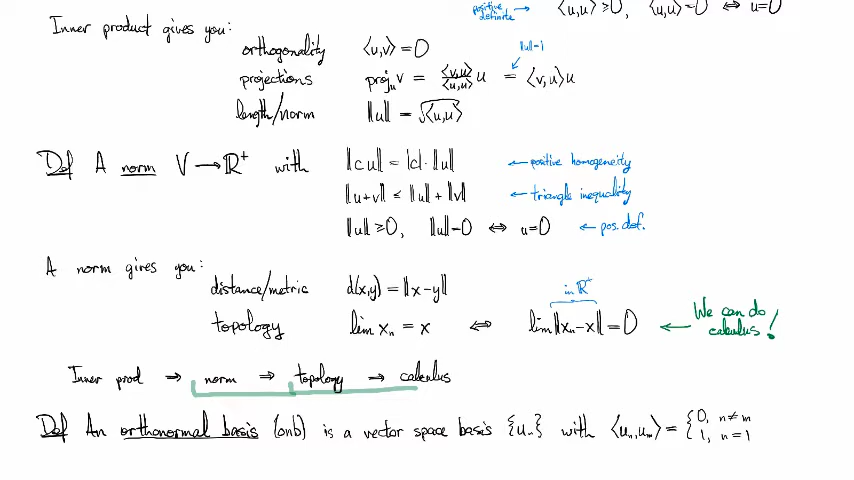 positive definite → ⟨u,u⟩ ≥ 0, ⟨u,u⟩ = 0 ⇔ u=0
Inner product gives you:
orthogonality ⟨u,v⟩ = 0
‖u‖=1
projections proj_u v = ⟨v,u⟩/⟨u,u⟩ u = ⟨v,u⟩u
length/norm ‖u‖ = √⟨u,u⟩
Def A norm V → ℝ⁺ with ‖cu‖ = |c|·‖u‖ ← positive homogeneity
‖u+v‖ ≤ ‖u‖ + ‖v‖ ← triangle inequality
‖u‖ ≥ 0, ‖u‖=0 ⇔ u=0 ← pos. def.
A norm gives you:
distance/metric d(x,y) = ‖x-y‖
in ℝ⁺
topology lim xₙ = x ⇔ lim‖xₙ-x‖ = 0 ← We can do calculus!
Inner prod ⇒ norm ⇒ topology ⇒ calculus
Def An orthonormal basis (onb) is a vector space basis {uₙ} with ⟨uₙ,uₘ⟩ = {0, n≠m
1, n=1